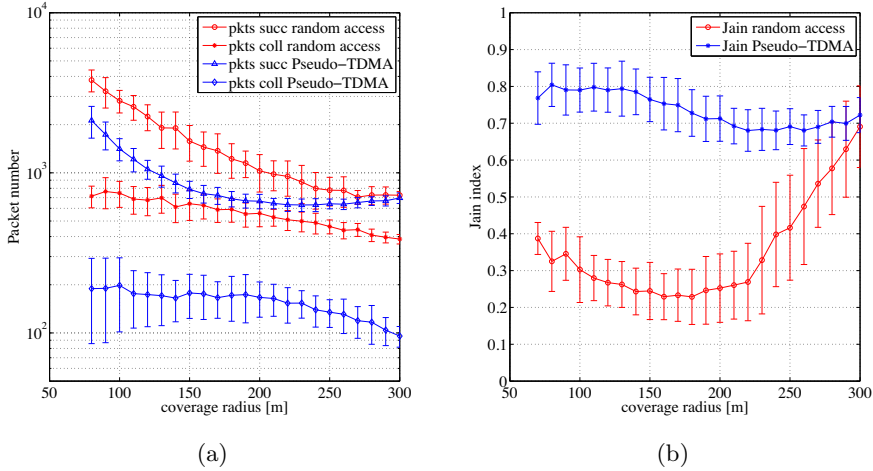 10^4
10^3
10^2
Packet number
pkts succ random access
pkts coll random access
pkts succ Pseudo−TDMA
pkts coll Pseudo−TDMA
50 100 150 200 250 300
coverage radius [m]
(a)
1
0.9
0.8
0.7
0.6
0.5
0.4
0.3
0.2
0.1
0
Jain index
Jain random access
Jain Pseudo−TDMA
50 100 150 200 250 300
coverage radius [m]
(b)